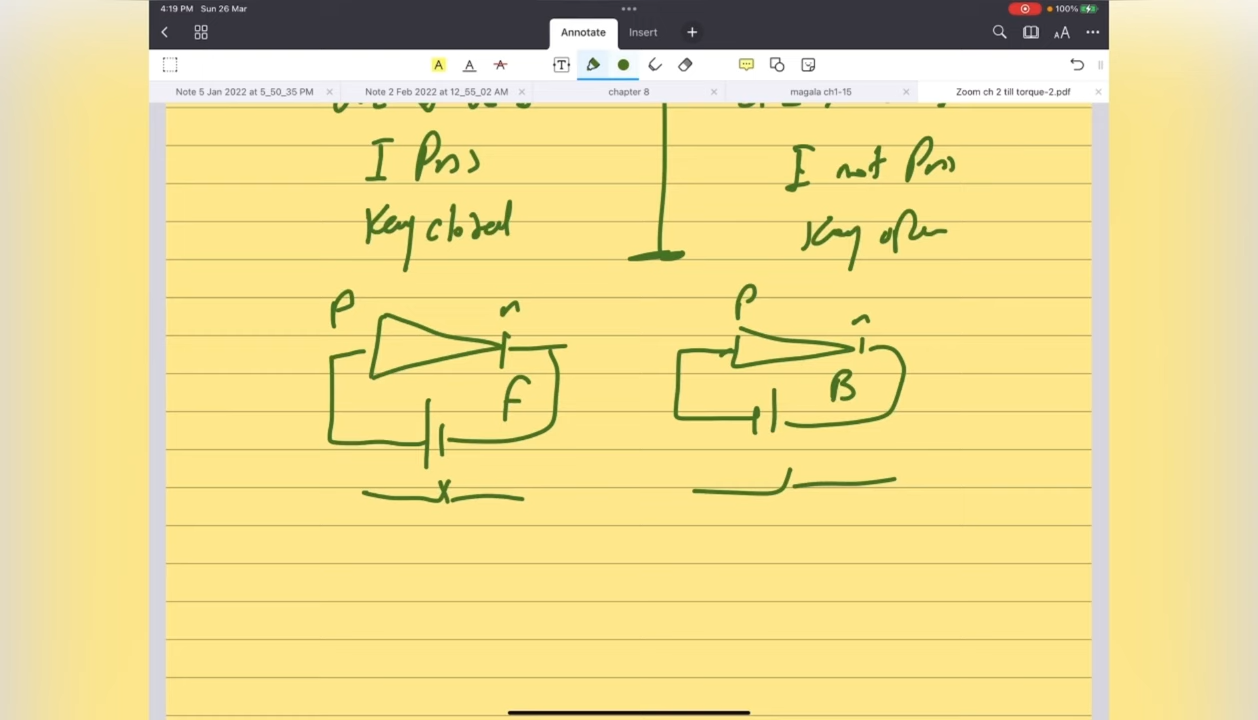 4:19 PM Sun 26 Mar
100%
Annotate
Insert
Note 5 Jan 2022 at 5_50_35 PM
Note 2 Feb 2022 at 12_55_02 AM
chapter 8
magala ch1-15
Zoom ch 2 till torque-2.pdf
I Pass
I not Pass
Key closed
Key open
P
n
P
n
F
B